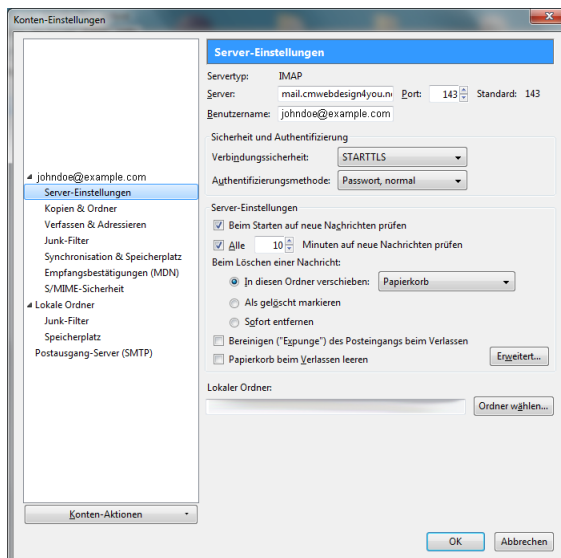 Konten-Einstellungen
johndoe@example.com
Server-Einstellungen
Kopien & Ordner
Verfassen & Adressieren
Junk-Filter
Synchronisation & Speicherplatz
Empfangsbestätigungen (MDN)
S/MIME-Sicherheit
Lokale Ordner
Junk-Filter
Speicherplatz
Postausgang-Server (SMTP)
Konten-Aktionen
Server-Einstellungen
Servertyp: IMAP
Server: mail.cmwebdesign4you.n Port: 143 Standard: 143
Benutzername: johndoe@example.com
Sicherheit und Authentifizierung
Verbindungssicherheit: STARTTLS
Authentifizierungsmethode: Passwort, normal
Server-Einstellungen
Beim Starten auf neue Nachrichten prüfen
Alle 10 Minuten auf neue Nachrichten prüfen
Beim Löschen einer Nachricht:
In diesen Ordner verschieben: Papierkorb
Als gelöscht markieren
Sofort entfernen
Bereinigen ("Expunge") des Posteingangs beim Verlassen
Papierkorb beim Verlassen leeren
Erweitert...
Lokaler Ordner:
Ordner wählen...
OK Abbrechen